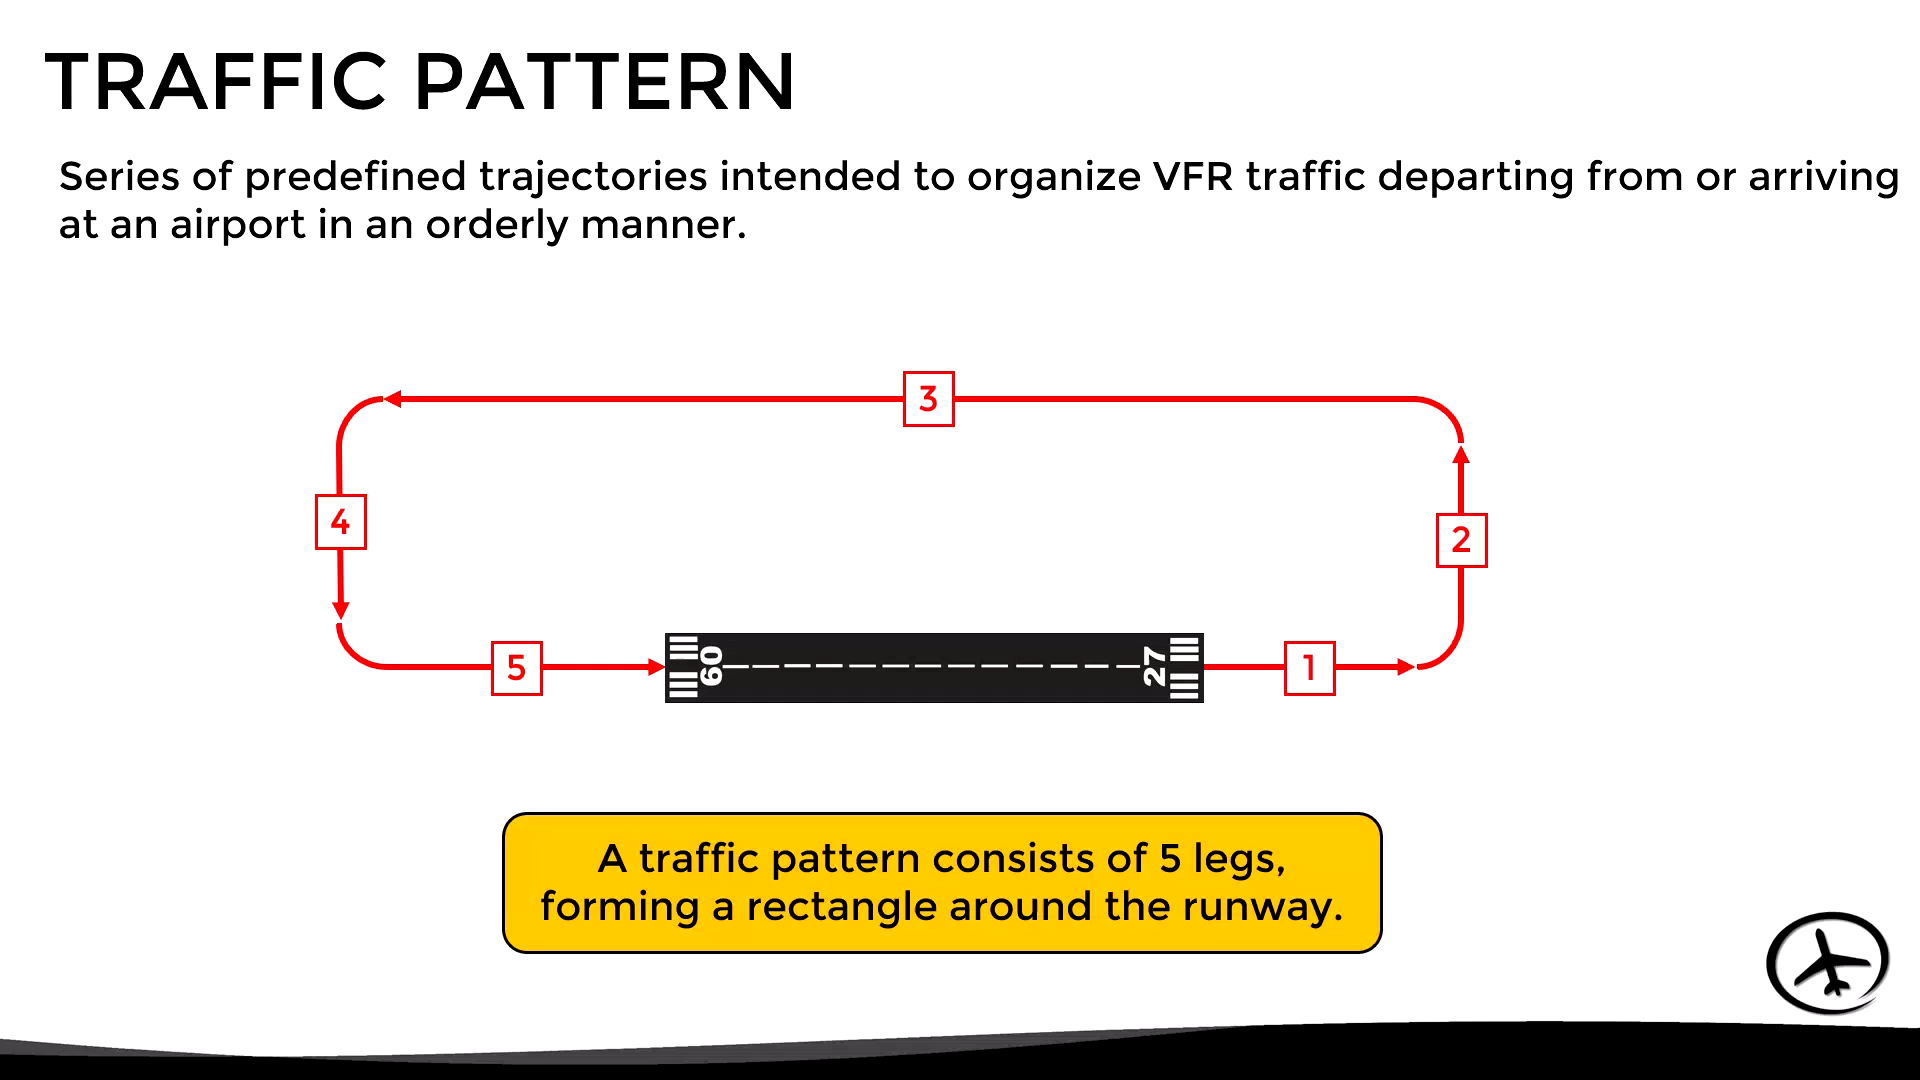 TRAFFIC PATTERN
Series of predefined trajectories intended to organize VFR traffic departing from or arriving
at an airport in an orderly manner.
3
4
2
5
09
27
1
A traffic pattern consists of 5 legs,
forming a rectangle around the runway.